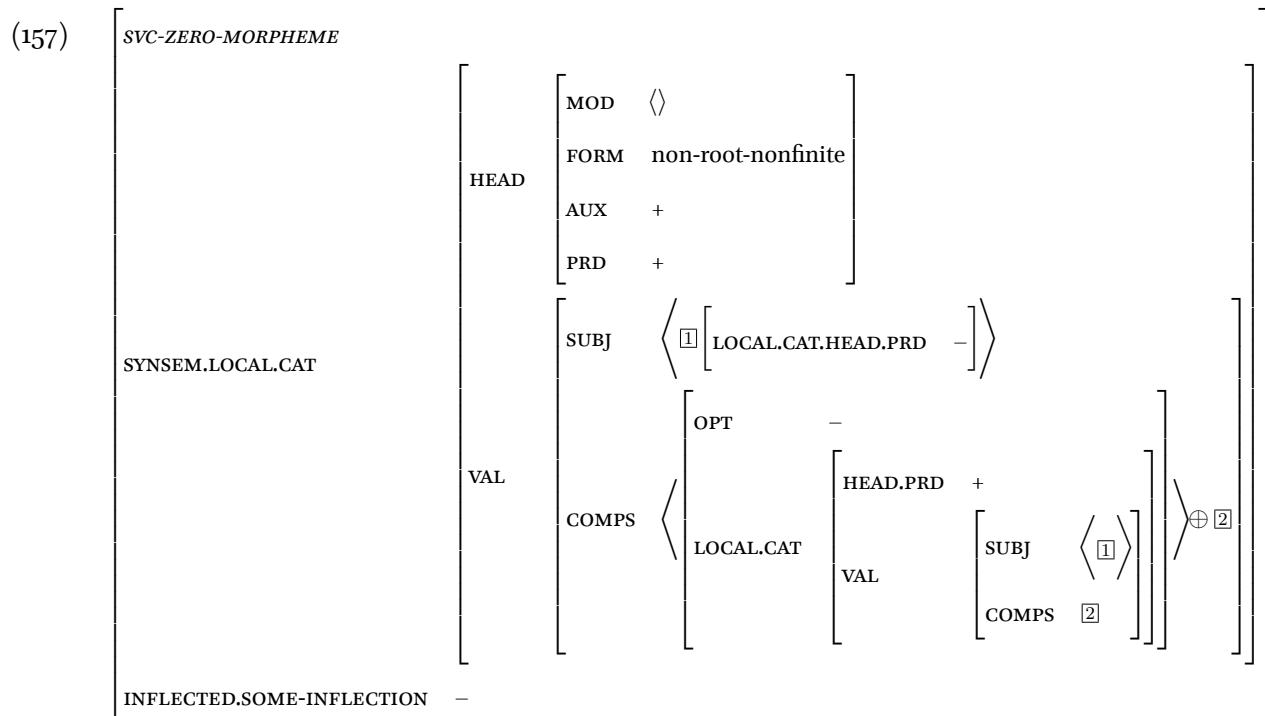 (157) SVC-ZERO-MORPHEME
MOD ⟨⟩
FORM non-root-nonfinite
HEAD
AUX +
PRD +
SUBJ ⟨ 1 [LOCAL.CAT.HEAD.PRD –] ⟩
SYNSEM.LOCAL.CAT
OPT –
VAL HEAD.PRD +
COMPS ⟨ ⟩ ⊕ 2
LOCAL.CAT SUBJ ⟨ 1 ⟩
VAL
COMPS 2
INFLECTED.SOME-INFLECTION –